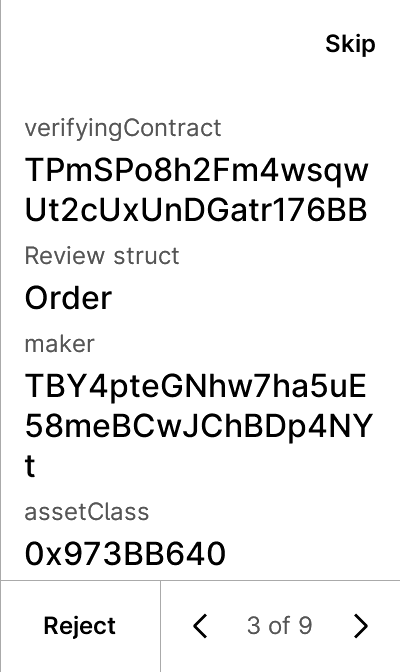 Skip
verifyingContract
TPmSPo8h2Fm4wsqw
Ut2cUxUnDGatr176BB
Review struct
Order
maker
TBY4pteGNhw7ha5uE
58meBCwJChBDp4NY
t
assetClass
0x973BB640
Reject
3 of 9